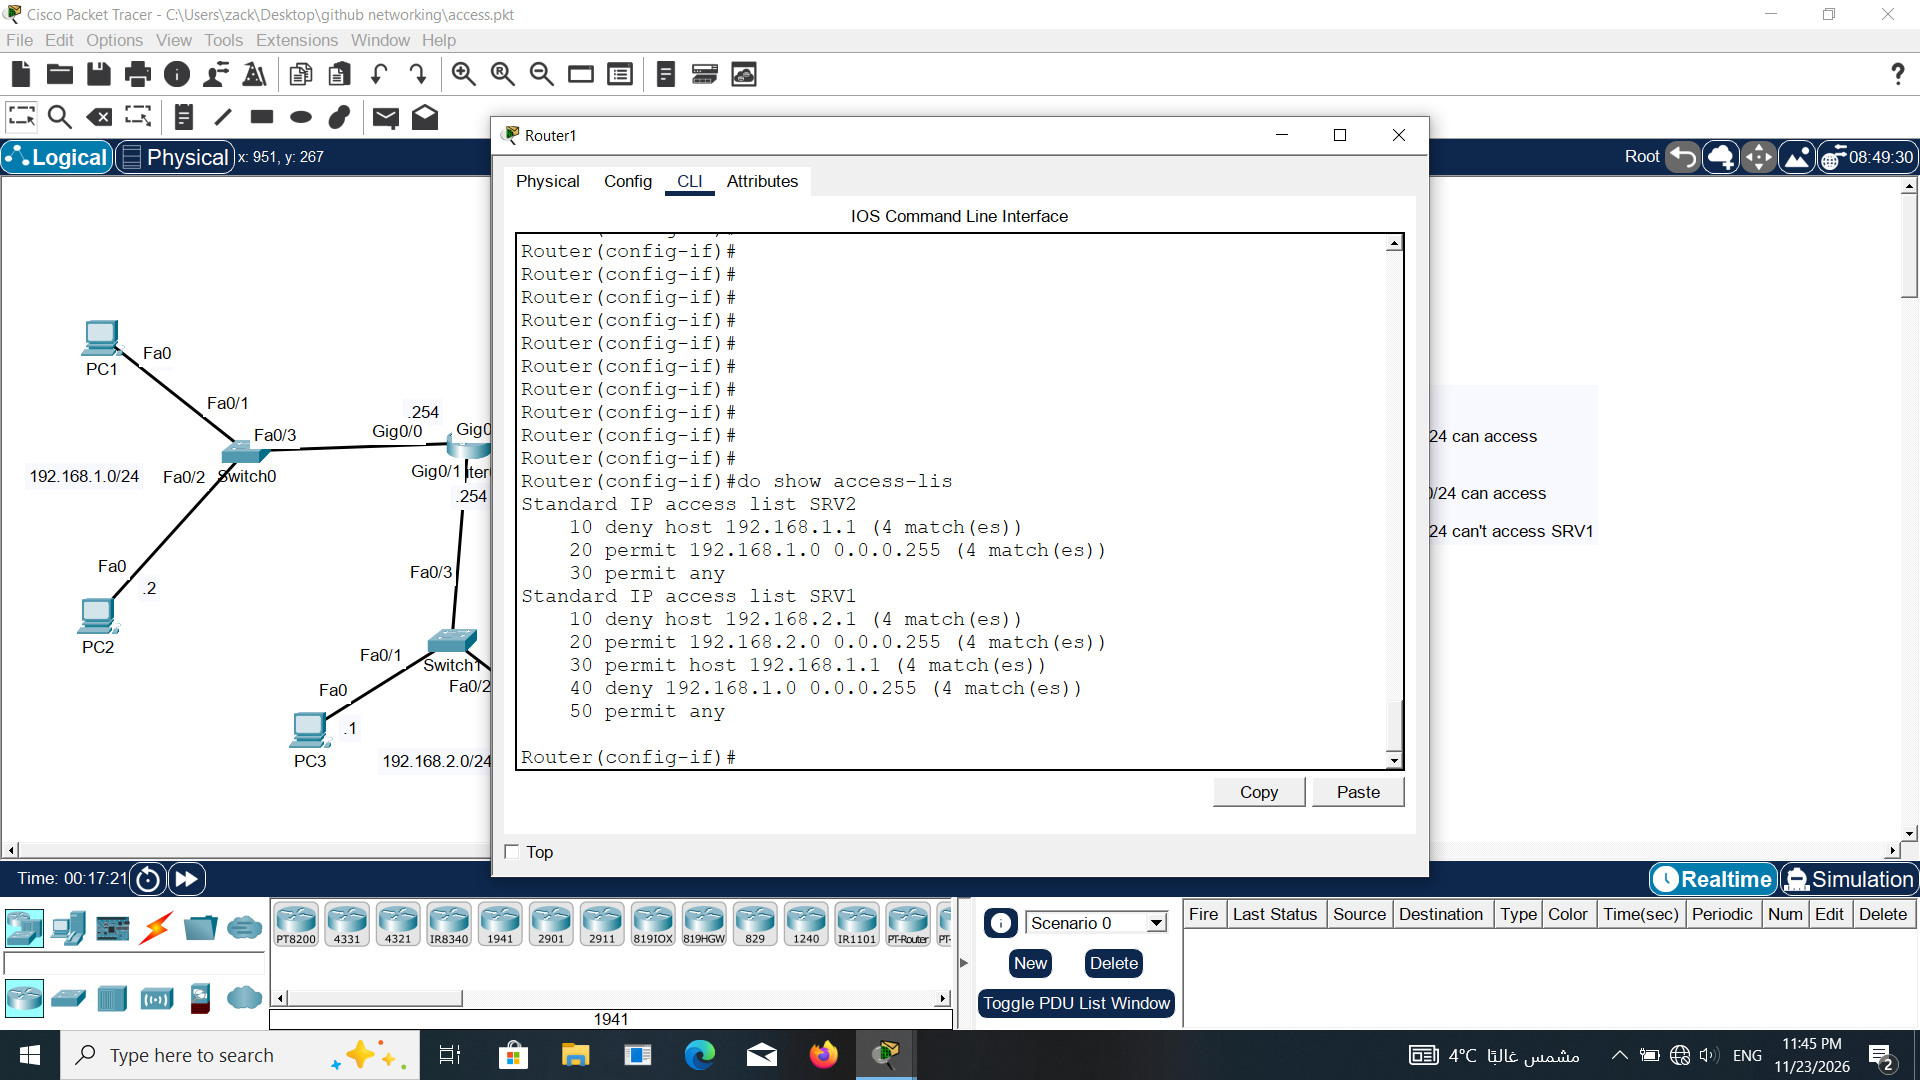 Cisco Packet Tracer - C:\Users\zack\Desktop\github networking\access.pkt
File Edit Options View Tools Extensions Window Help
Logical Physical x: 951, y: 267
Root 08:49:30
Router1
Physical Config CLI Attributes
IOS Command Line Interface
Router(config-if)#
Router(config-if)#
Router(config-if)#
Router(config-if)#
Router(config-if)#
Router(config-if)#
Router(config-if)#
Router(config-if)#
Router(config-if)#
Router(config-if)#
Router(config-if)#do show access-lis
Standard IP access list SRV2
10 deny host 192.168.1.1 (4 match(es))
20 permit 192.168.1.0 0.0.0.255 (4 match(es))
30 permit any
Standard IP access list SRV1
10 deny host 192.168.2.1 (4 match(es))
20 permit 192.168.2.0 0.0.0.255 (4 match(es))
30 permit host 192.168.1.1 (4 match(es))
40 deny 192.168.1.0 0.0.0.255 (4 match(es))
50 permit any
Router(config-if)#
Copy Paste
Top
PC1
Fa0
Fa0/1
.254
Gig0/0
Gig0
Fa0/3
Gig0/1
192.168.1.0/24
Fa0/2
Switch0
.254
Fa0
.2
PC2
Fa0/3
Fa0/1
Switch1
Fa0/2
Fa0
.1
PC3
192.168.2.0/24
24 can access
/24 can access
24 can't access SRV1
Time: 00:17:21
Realtime Simulation
PT8200 4331 4321 IR8340 1941 2901 2911 819IOX 819HGW 829 1240 IR1101 PT-Router PT-
1941
Scenario 0
New Delete
Toggle PDU List Window
Fire Last Status Source Destination Type Color Time(sec) Periodic Num Edit Delete
Type here to search
4°C مشمس غالبًا
ENG
11:45 PM
11/23/2026
2